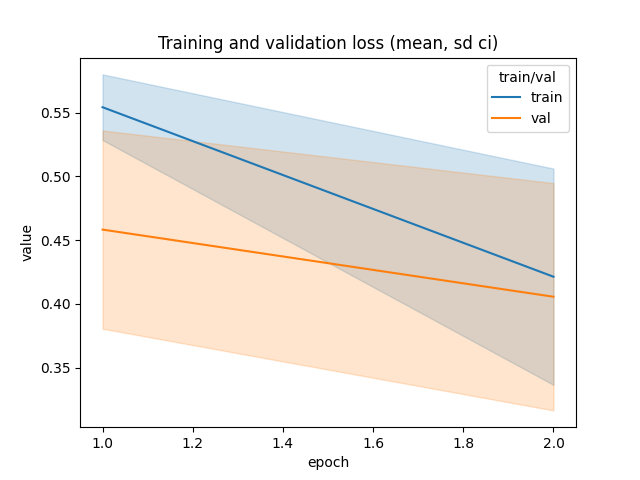 Training and validation loss (mean, sd ci)
train/val
train
val
0.55
0.50
0.45
0.40
0.35
value
1.0
1.2
1.4
1.6
1.8
2.0
epoch